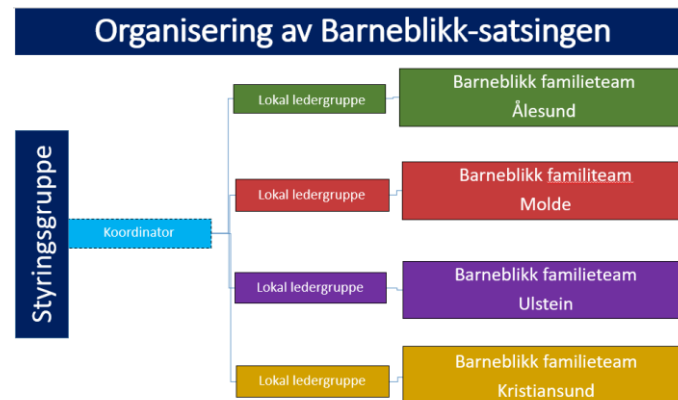 Organisering av Barneblikk-satsingen
Styringsgruppe
Koordinator
Lokal ledergruppe
Barneblikk familieteam
Ålesund
Lokal ledergruppe
Barneblikk familiteam
Molde
Lokal ledergruppe
Barneblikk familieteam
Ulstein
Lokal ledergruppe
Barneblikk familieteam
Kristiansund